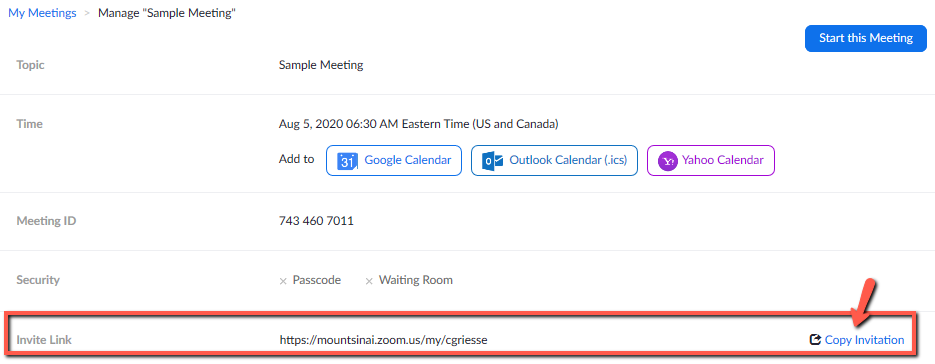 My Meetings > Manage "Sample Meeting"
Start this Meeting
Topic Sample Meeting
Time Aug 5, 2020 06:30 AM Eastern Time (US and Canada)
Add to 31 Google Calendar Outlook Calendar (.ics) Yahoo Calendar
Meeting ID 743 460 7011
Security × Passcode × Waiting Room
Invite Link https://mountsinai.zoom.us/my/cgriesse Copy Invitation